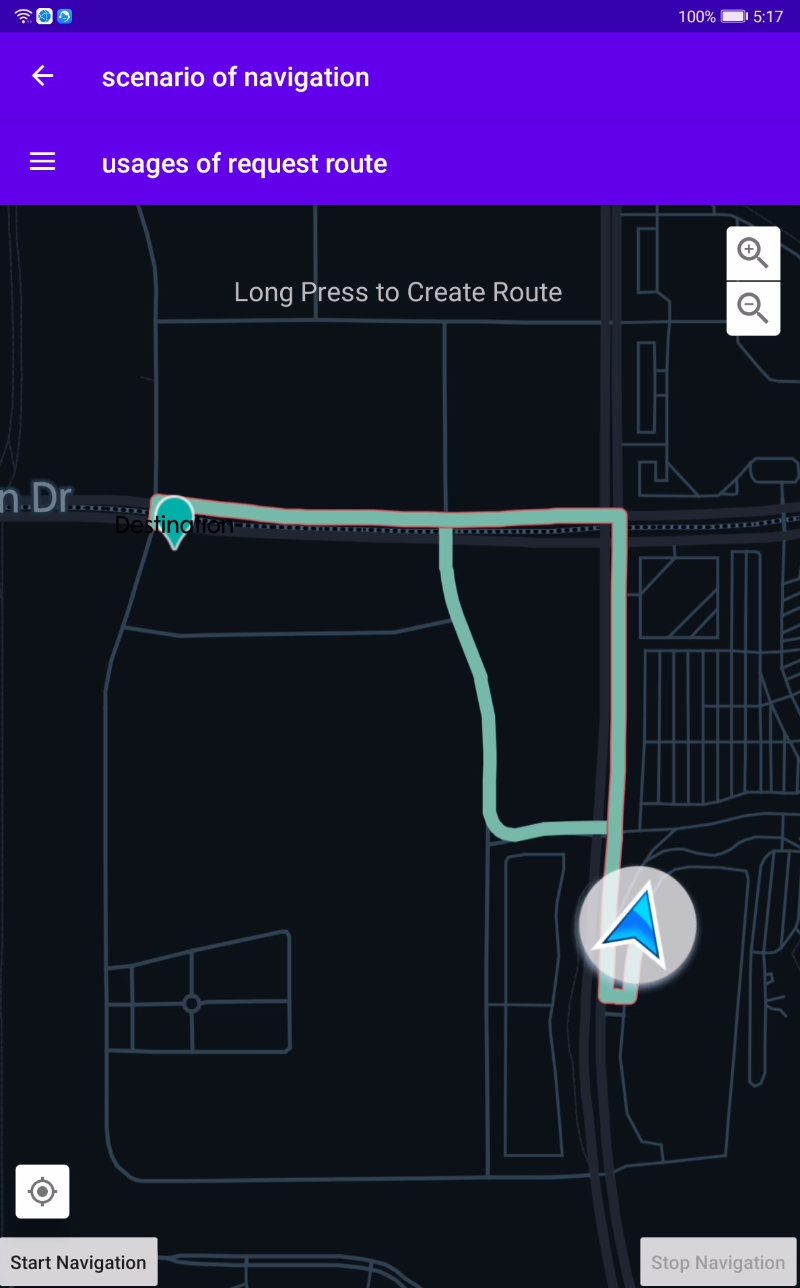 100% 5:17
scenario of navigation
usages of request route
Long Press to Create Route
n Dr
Destination
Start Navigation
Stop Navigation